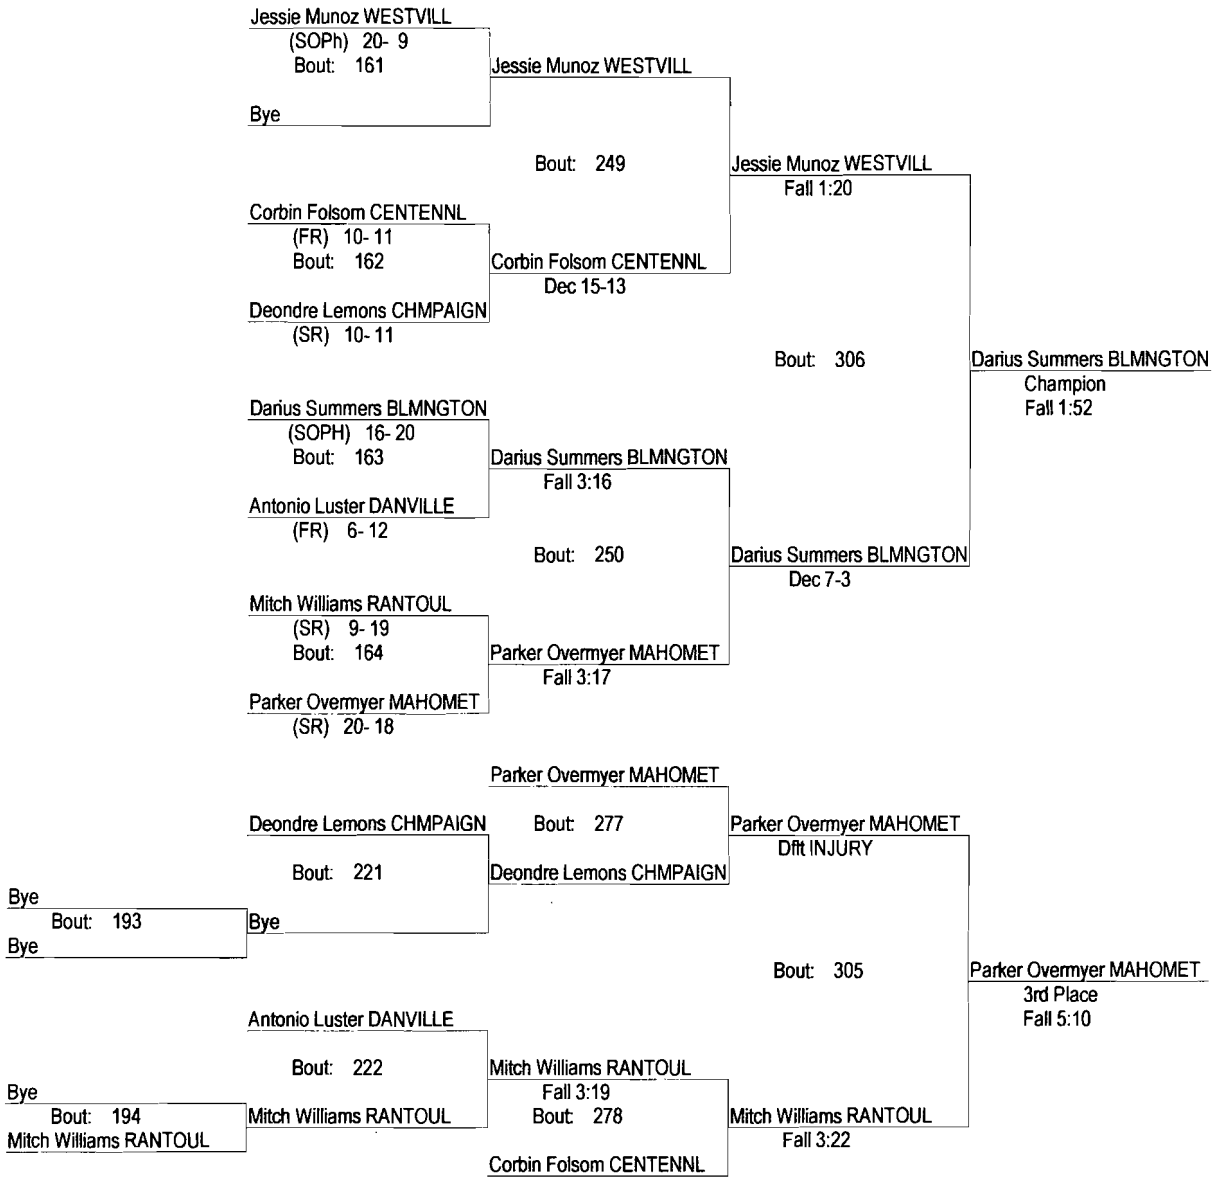 Jessie Munoz WESTVILL
(SOPh) 20- 9
Bout: 161
Jessie Munoz WESTVILL
Bye
Bout: 249
Jessie Munoz WESTVILL
Fall 1:20
Corbin Folsom CENTENNL
(FR) 10- 11
Bout: 162
Corbin Folsom CENTENNL
Dec 15-13
Deondre Lemons CHMPAIGN
(SR) 10- 11
Bout: 306
Darius Summers BLMNGTON
Champion
Fall 1:52
Darius Summers BLMNGTON
(SOPH) 16- 20
Bout: 163
Darius Summers BLMNGTON
Fall 3:16
Antonio Luster DANVILLE
(FR) 6- 12
Bout: 250
Darius Summers BLMNGTON
Dec 7-3
Mitch Williams RANTOUL
(SR) 9- 19
Bout: 164
Parker Overmyer MAHOMET
Fall 3:17
Parker Overmyer MAHOMET
(SR) 20- 18
Parker Overmyer MAHOMET
Deondre Lemons CHMPAIGN
Bout: 277
Parker Overmyer MAHOMET
Dftt INJURY
Bout: 221
Deondre Lemons CHMPAIGN
Bye
Bout: 193
Bye
Bye
Bout: 305
Parker Overmyer MAHOMET
3rd Place
Fall 5:10
Antonio Luster DANVILLE
Bout: 222
Mitch Williams RANTOUL
Fall 3:19
Bye
Bout: 194
Mitch Williams RANTOUL
Bout: 278
Mitch Williams RANTOUL
Fall 3:22
Mitch Williams RANTOUL
Corbin Folsom CENTENNL